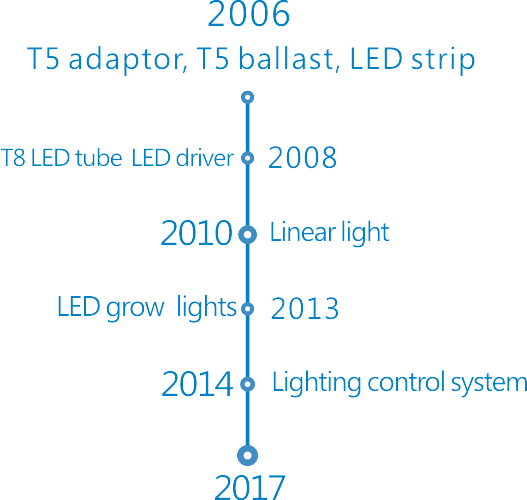 2006
T5 adaptor, T5 ballast, LED strip
T8 LED tube LED driver 2008
2010 Linear light
LED grow lights 2013
2014 Lighting control system
2017